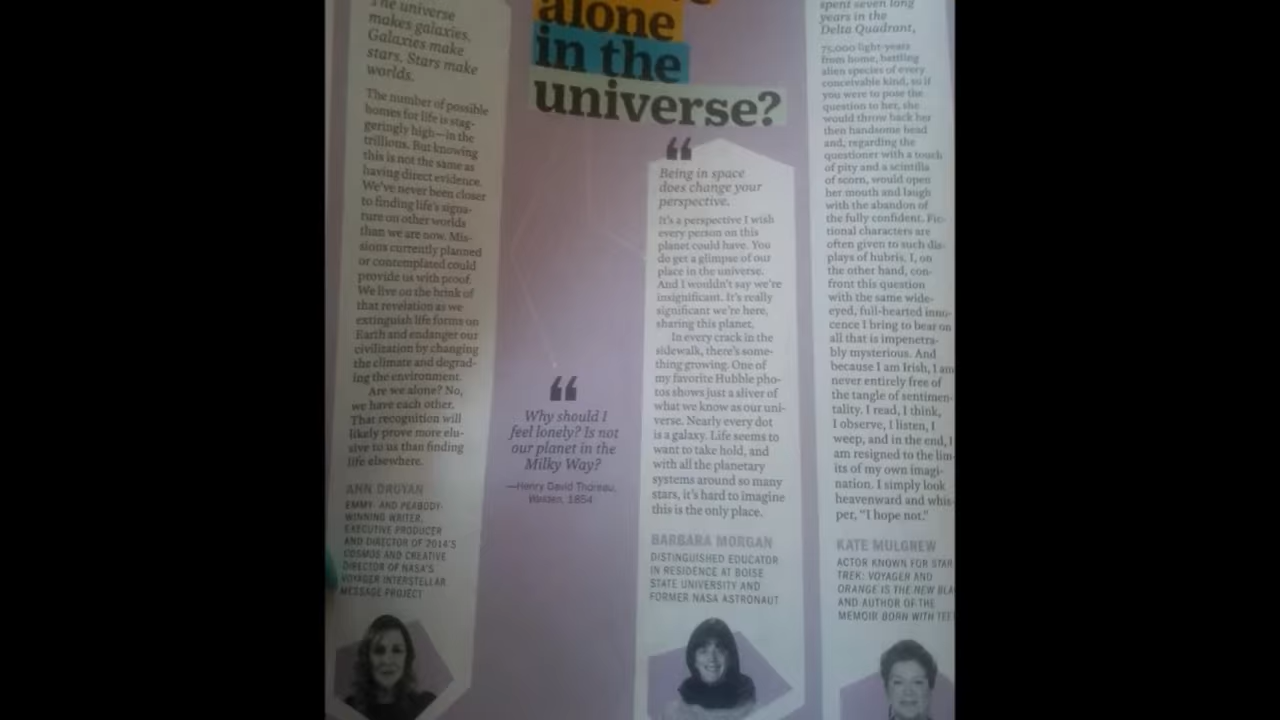 The universe
makes galaxies.
Galaxies make
stars. Stars make
worlds.
The number of possible
homes for life is stag-
geringly high—in the
trillions. But knowing
this is not the same as
having direct evidence.
We've never been closer
to finding life's signa-
ture on other worlds
than we are now. Mis-
sions currently planned
or contemplated could
provide us with proof.
We live on the brink of
that revelation as we
extinguish life forms on
Earth and endanger our
civilization by changing
the climate and degrad-
ing the environment.
Are we alone? No,
we have each other.
That recognition will
likely prove more elu-
sive to us than finding
life elsewhere.
ANN DRUYAN
EMMY- AND PEABODY-
WINNING WRITER,
EXECUTIVE PRODUCER
AND DIRECTOR OF 2014'S
COSMOS AND CREATIVE
DIRECTOR OF NASA'S
VOYAGER INTERSTELLAR
MESSAGE PROJECT
alone
in the
universe?
“
Why should I
feel lonely? Is not
our planet in the
Milky Way?
—Henry David Thoreau,
Walden, 1854
“
Being in space
does change your
perspective.
It's a perspective I wish
every person on this
planet could have. You
do get a glimpse of our
place in the universe.
And I wouldn't say we're
insignificant. It's really
significant we're here,
sharing this planet.
In every crack in the
sidewalk, there's some-
thing growing. One of
my favorite Hubble pho-
tos shows just a sliver of
what we know as our uni-
verse. Nearly every dot
is a galaxy. Life seems to
want to take hold, and
with all the planetary
systems around so many
stars, it's hard to imagine
this is the only place.
BARBARA MORGAN
DISTINGUISHED EDUCATOR
IN RESIDENCE AT BOISE
STATE UNIVERSITY AND
FORMER NASA ASTRONAUT
spent seven long
years in the
Delta Quadrant,
75,000 light-years
from home, battling
alien species of every
conceivable kind, so if
you were to pose the
question to her, she
would throw back her
then handsome head
and, regarding the
questioner with a touch
of pity and a scintilla
of scorn, would open
her mouth and laugh
with the abandon of
the fully confident. Fic-
tional characters are
often given to such dis-
plays of hubris. I, on
the other hand, con-
front this question
with the same wide-
eyed, full-hearted inno-
cence I bring to bear on
all that is impenetra-
bly mysterious. And
because I am Irish, I am
never entirely free of
the tangle of sentimen-
tality. I read, I think,
I observe, I listen, I
weep, and in the end, I
am resigned to the lim-
its of my own imagi-
nation. I simply look
heavenward and whis-
per, "I hope not."
KATE MULGREW
ACTOR KNOWN FOR STAR
TREK: VOYAGER AND
ORANGE IS THE NEW BLA
AND AUTHOR OF THE
MEMOIR BORN WITH TEET